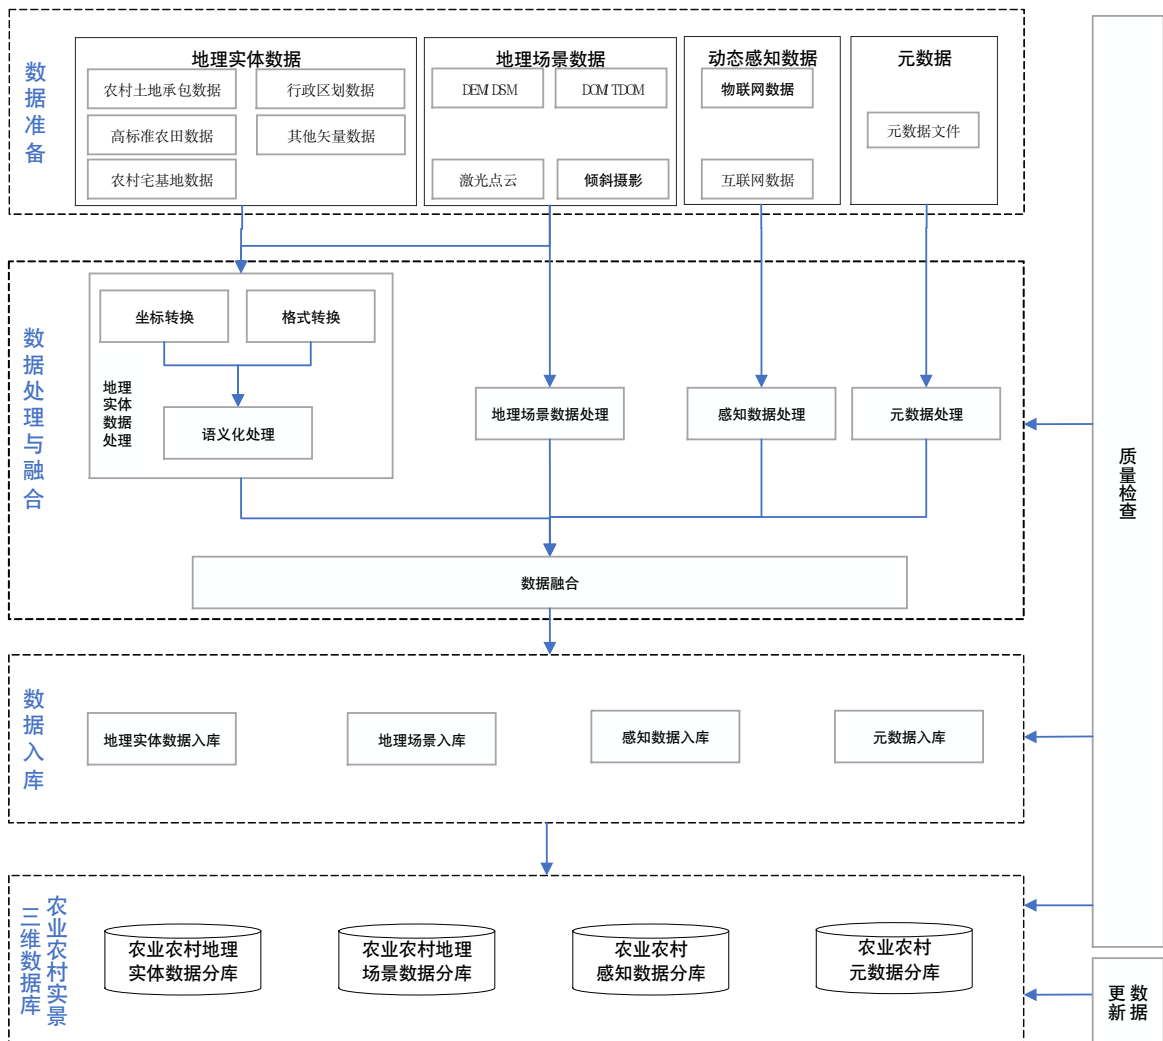 数据准备
地理实体数据
农村土地承包数据
行政区划数据
高标准农田数据
其他矢量数据
农村宅基地数据
地理场景数据
DEM/DSM
DOM/TDOM
激光点云
倾斜摄影
动态感知数据
物联网数据
互联网数据
元数据
元数据文件
数据处理与融合
坐标转换
格式转换
地理
实体
数据
处理
语义化处理
地理场景数据处理
感知数据处理
元数据处理
数据融合
数据入库
地理实体数据入库
地理场景入库
感知数据入库
元数据入库
农业农村实景
三维数据库
农业农村地理
实体数据分库
农业农村地理
场景数据分库
农业农村
感知数据分库
农业农村
元数据分库
质量检查
数据
更新